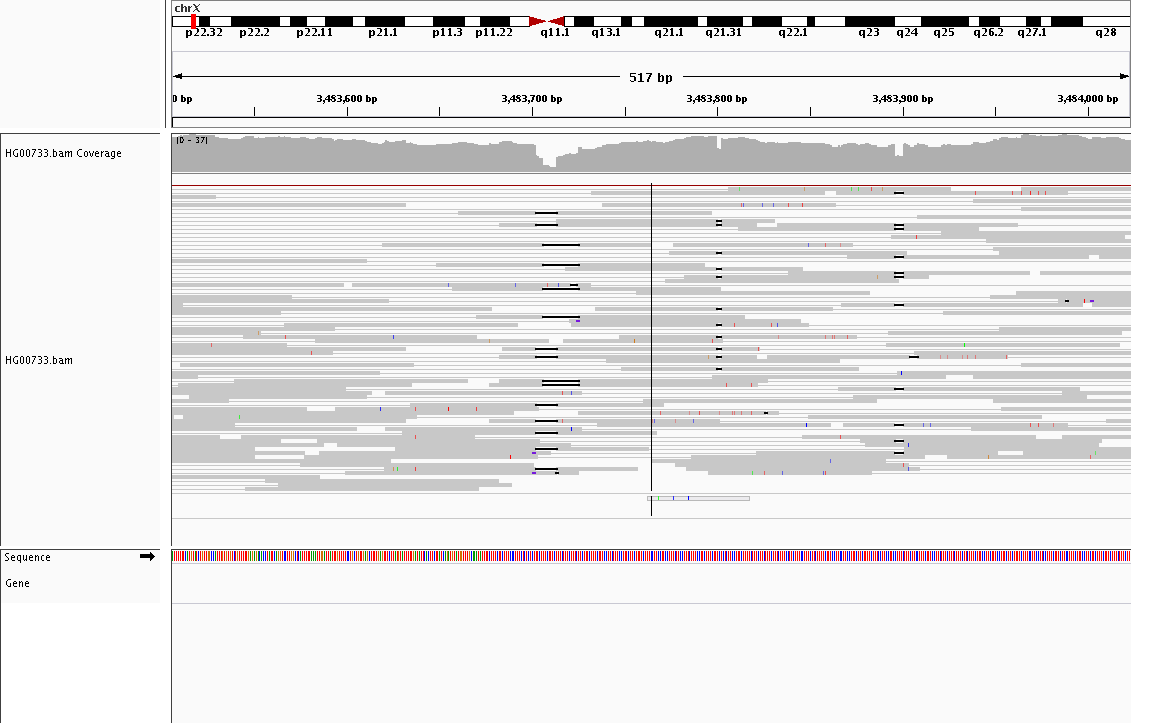 chrX
p22.32 p22.2 p22.11 p21.1 p11.3 p11.22 q11.1 q13.1 q21.1 q21.31 q22.1 q23 q24 q25 q26.2 q27.1 q28
517 bp
0 bp 3,483,600 bp 3,483,700 bp 3,483,800 bp 3,483,900 bp 3,484,000 bp
[0 - 37]
HG00733.bam Coverage
HG00733.bam
Sequence
Gene